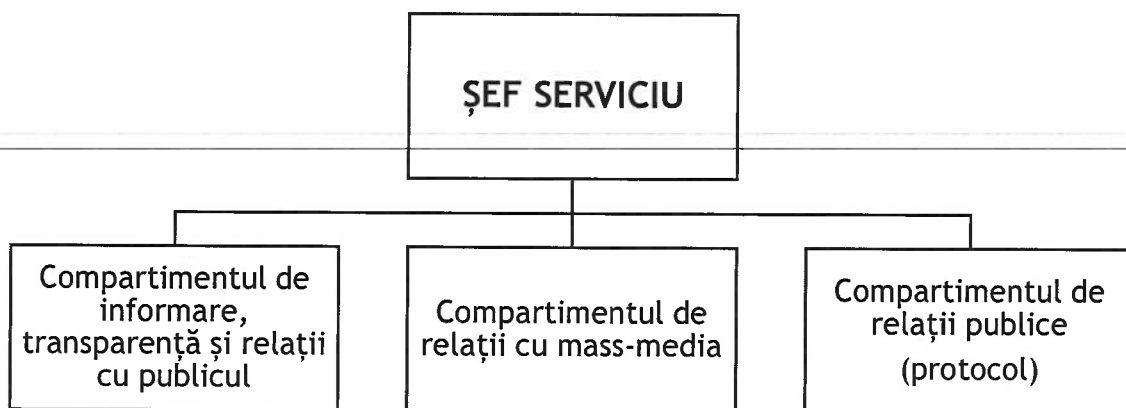 ȘEF SERVICIU
Compartimentul de
informare,
transparență și relații
cu publicul
Compartimentul de
relații cu mass-media
Compartimentul de
relații publice
(protocol)